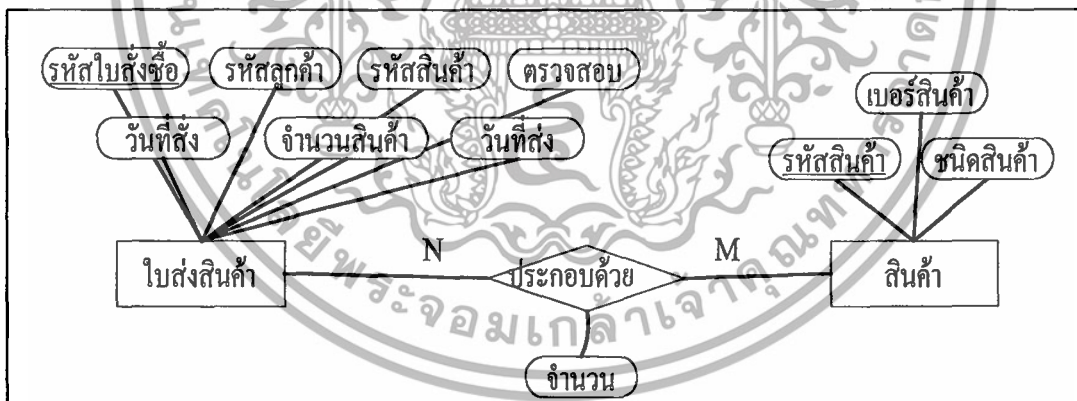 รหัสใบสั่งซื้อ รหัสลูกค้า รหัสสินค้า ตรวจสอบ
เบอร์สินค้า
วันที่สั่ง จำนวนสินค้า วันที่ส่ง
รหัสสินค้า ชนิดสินค้า
ใบส่งสินค้า N ประกอบด้วย M สินค้า
จำนวน